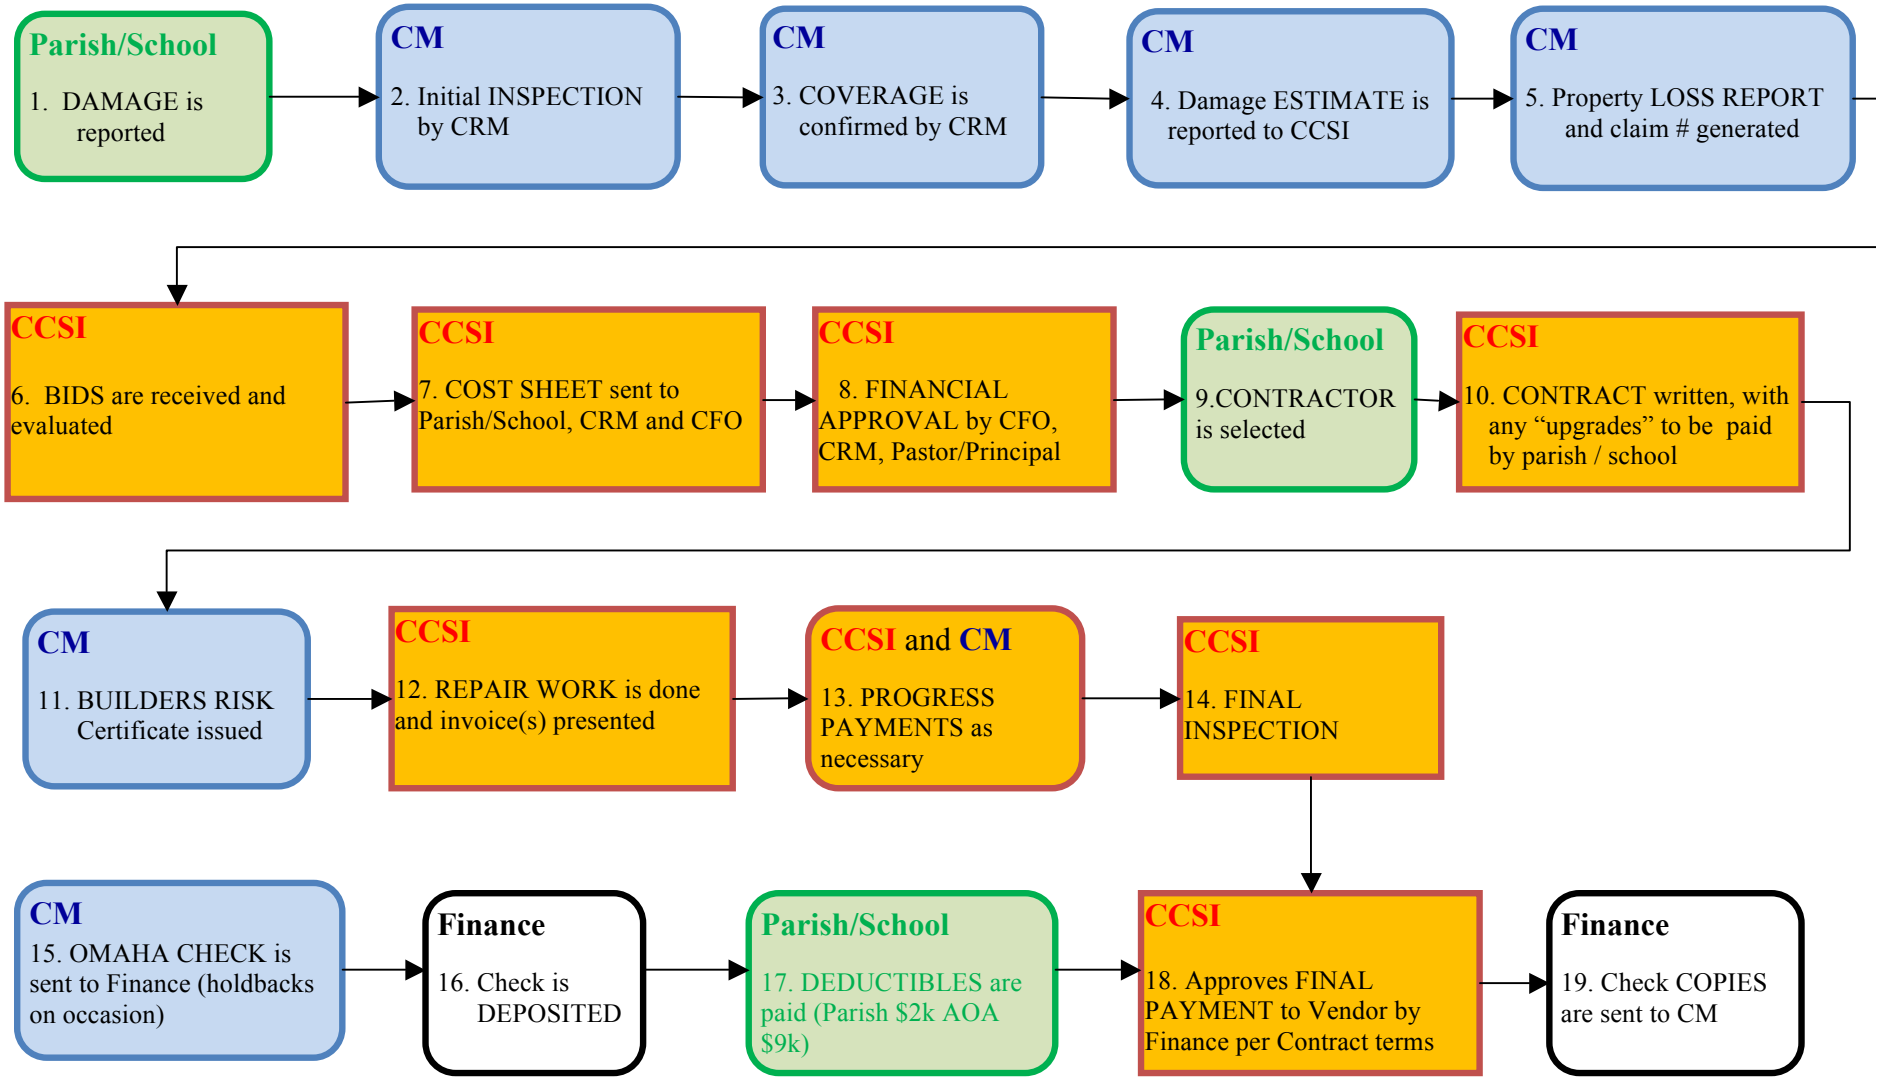 Parish/School
1. DAMAGE is
reported
CM
2. Initial INSPECTION
by CRM
CM
3. COVERAGE is
confirmed by CRM
CM
4. Damage ESTIMATE is
reported to CCSI
CM
5. Property LOSS REPORT
and claim # generated
CCSI
6. BIDS are received and
evaluated
CCSI
7. COST SHEET sent to
Parish/School, CRM and CFO
CCSI
8. FINANCIAL
APPROVAL by CFO,
CRM, Pastor/Principal
Parish/School
9.CONTRACTOR
is selected
CCSI
10. CONTRACT written, with
any “upgrades” to be paid
by parish / school
CM
11. BUILDERS RISK
Certificate issued
CCSI
12. REPAIR WORK is done
and invoice(s) presented
CCSI and CM
13. PROGRESS
PAYMENTS as
necessary
CCSI
14. FINAL
INSPECTION
CM
15. OMAHA CHECK is
sent to Finance (holdbacks
on occasion)
Finance
16. Check is
DEPOSITED
Parish/School
17. DEDUCTIBLES are
paid (Parish $2k AOA
$9k)
CCSI
18. Approves FINAL
PAYMENT to Vendor by
Finance per Contract terms
Finance
19. Check COPIES
are sent to CM